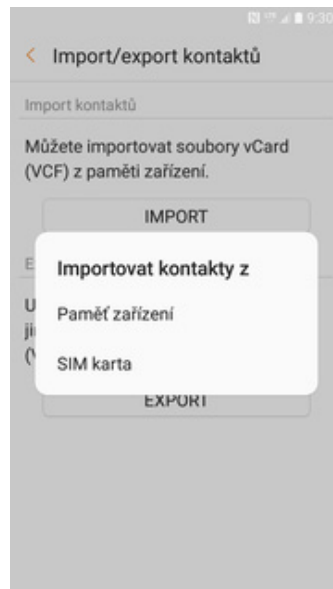 9:30
Import/export kontaktů
Import kontaktů
Můžete importovat soubory vCard
(VCF) z paměti zařízení.
IMPORT
E
Importovat kontakty z
U
Paměť zařízení
ji
(V
SIM karta
EXPORT